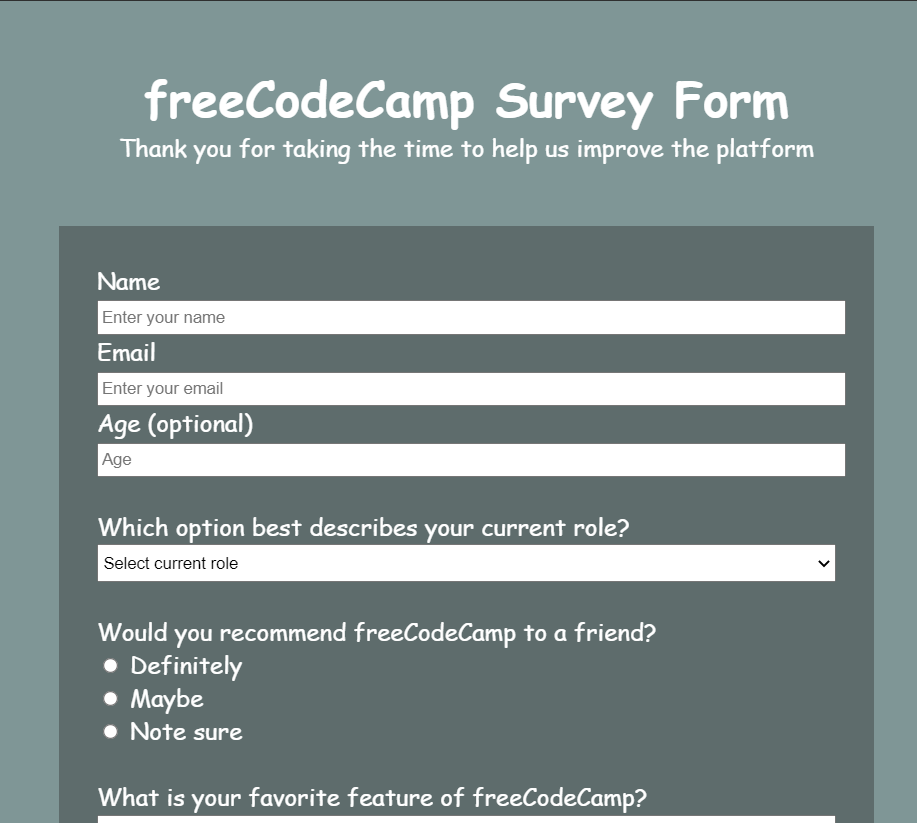 freeCodeCamp Survey Form
Thank you for taking the time to help us improve the platform
Name
Enter your name
Email
Enter your email
Age (optional)
Age
Which option best describes your current role?
Select current role
Would you recommend freeCodeCamp to a friend?
Definitely
Maybe
Note sure
What is your favorite feature of freeCodeCamp?